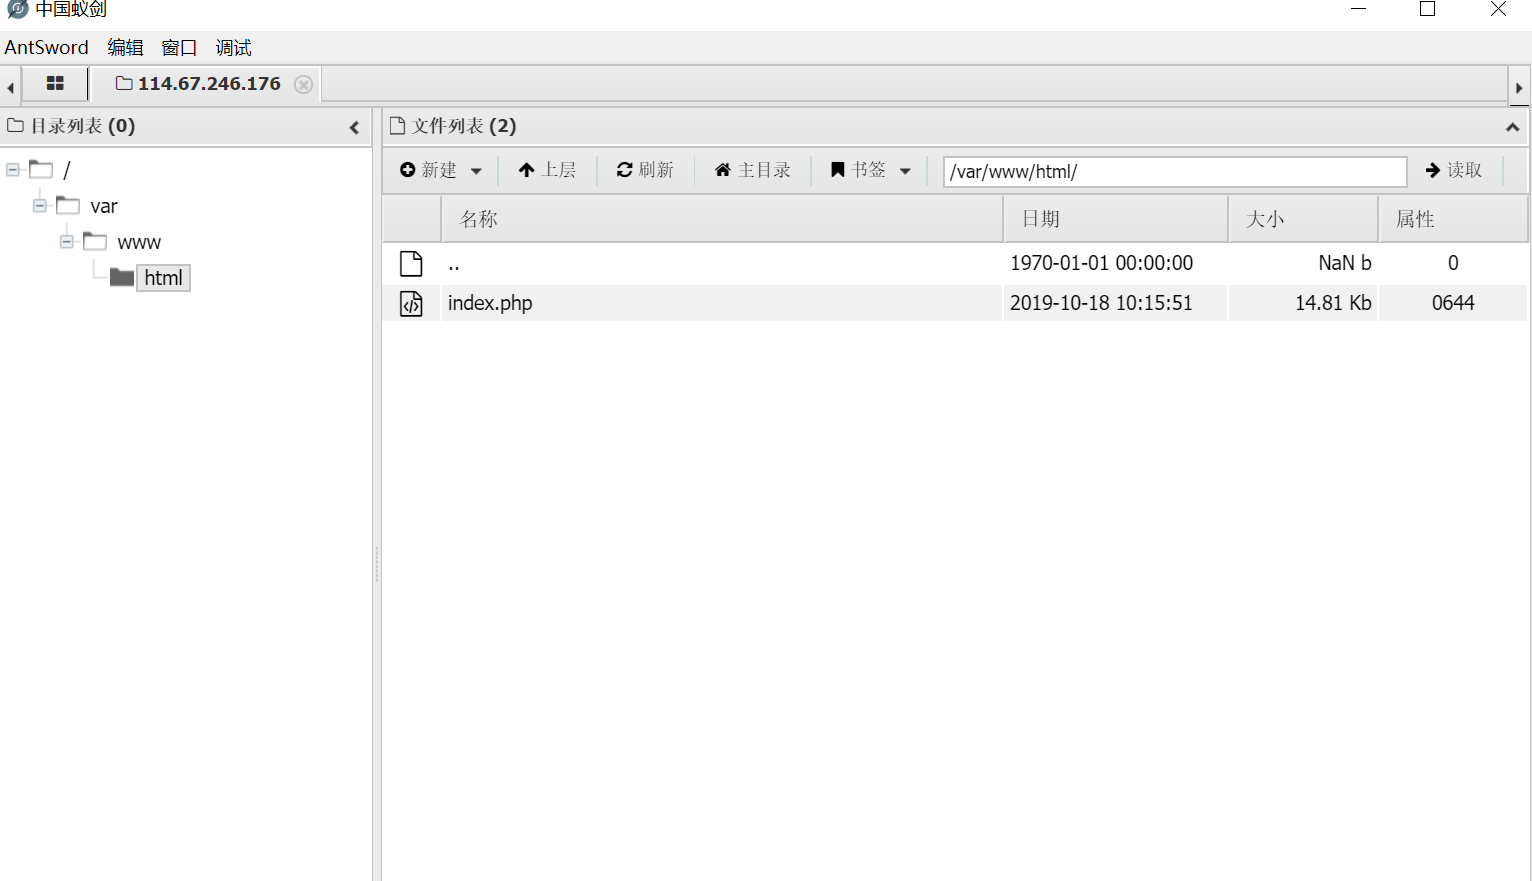 中国蚁剑
AntSword 编辑 窗口 调试
114.67.246.176
目录列表 (0)
文件列表 (2)
新建 上层 刷新 主目录 书签 /var/www/html/ 读取
/
var
www
html
名称 日期 大小 属性
.. 1970-01-01 00:00:00 NaN b 0
index.php 2019-10-18 10:15:51 14.81 Kb 0644